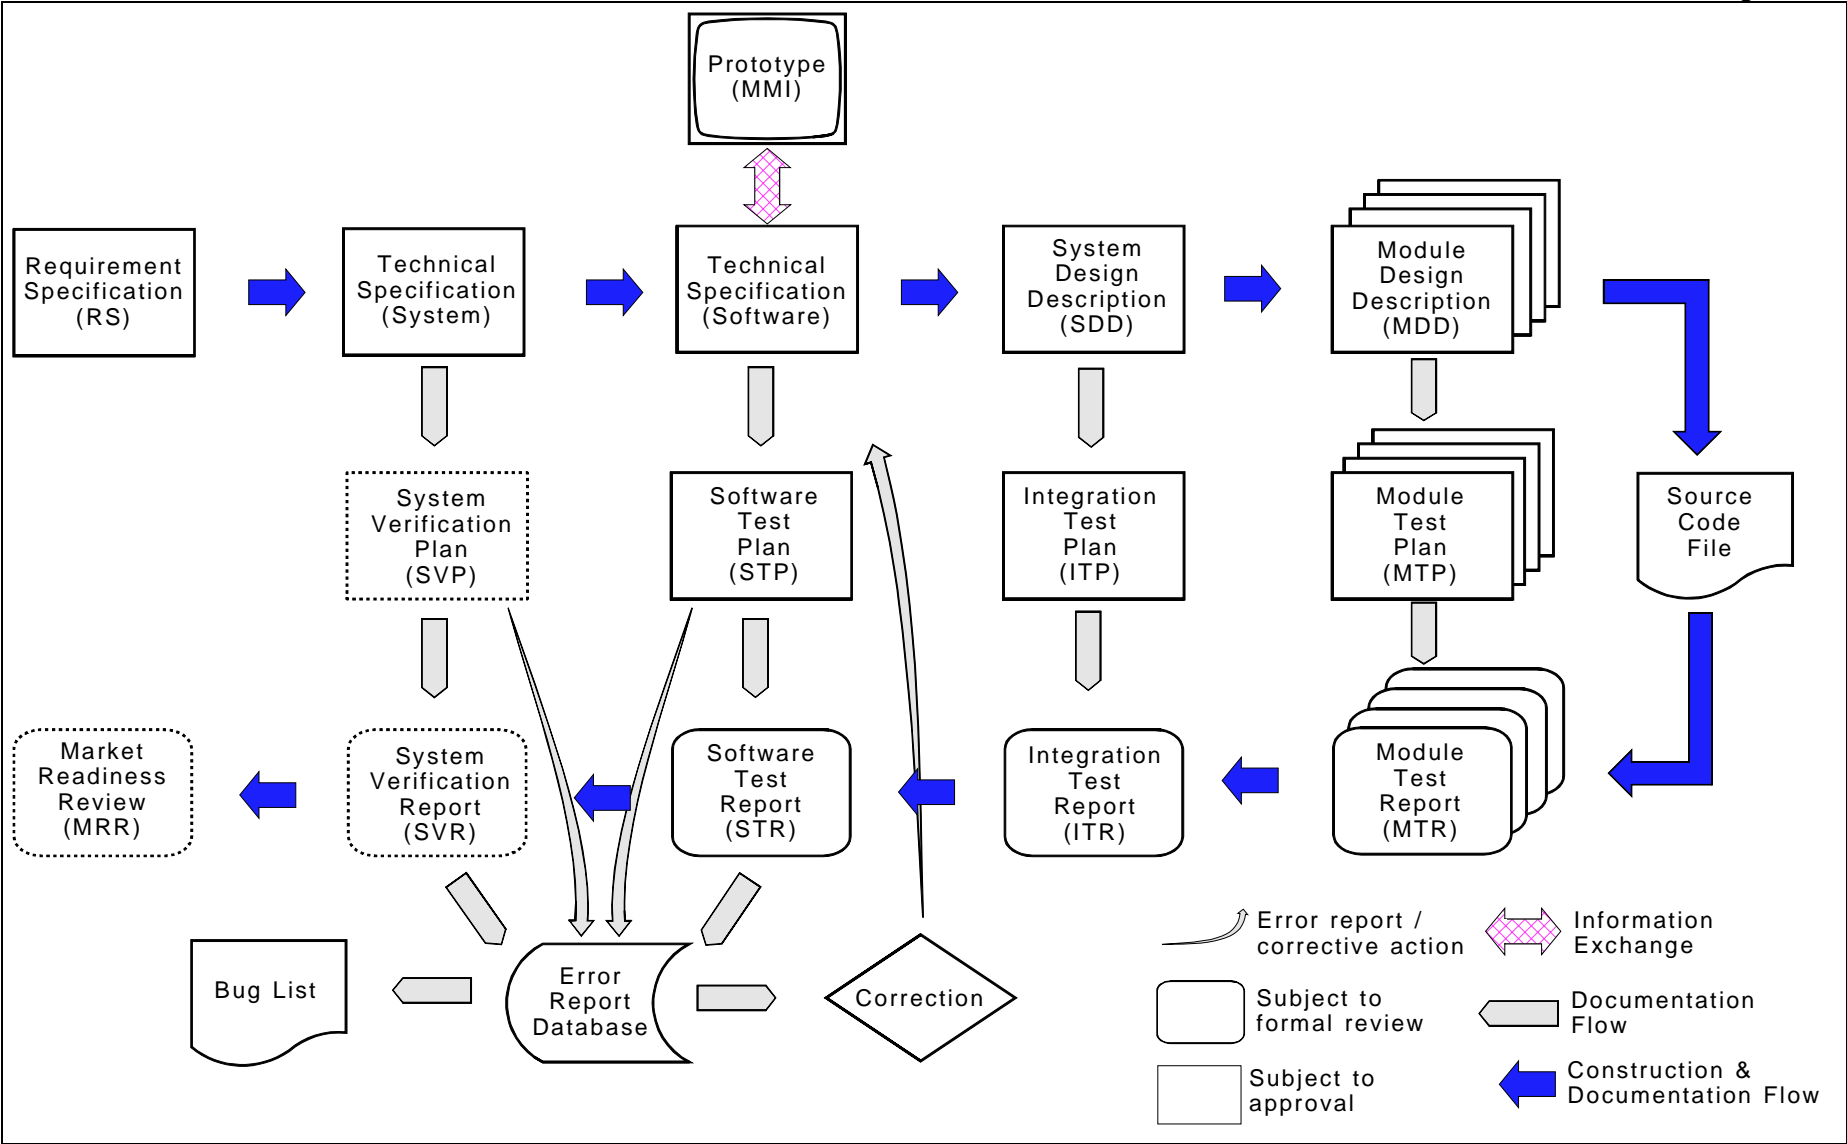 Prototype
(MMI)
Requirement
Specification
(RS)
Technical
Specification
(System)
Technical
Specification
(Software)
System
Design
Description
(SDD)
Module
Design
Description
(MDD)
System
Verification
Plan
(SVP)
Software
Test
Plan
(STP)
Integration
Test
Plan
(ITP)
Module
Test
Plan
(MTP)
Source
Code
File
Market
Readiness
Review
(MRR)
System
Verification
Report
(SVR)
Software
Test
Report
(STR)
Integration
Test
Report
(ITR)
Module
Test
Report
(MTR)
Bug List
Error
Report
Database
Correction
Error report /
corrective action
Information
Exchange
Subject to
formal review
Documentation
Flow
Subject to
approval
Construction &
Documentation Flow